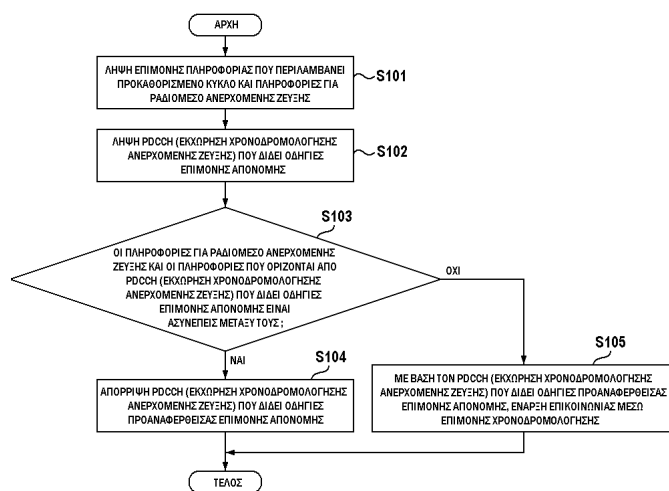 ΑΡΧΗ
ΛΗΨΗ ΕΠΙΜΟΝΗΣ ΠΛΗΡΟΦΟΡΙΑΣ ΠΟΥ ΠΕΡΙΛΑΜΒΑΝΕΙ
ΠΡΟΚΑΘΟΡΙΣΜΕΝΟ ΚΥΚΛΟ ΚΑΙ ΠΛΗΡΟΦΟΡΙΕΣ ΓΙΑ
ΡΑΔΙΟΜΕΣΟ ΑΝΕΡΧΟΜΕΝΗΣ ΖΕΥΞΗΣ
S101
ΛΗΨΗ PDCCH (ΕΚΧΩΡΗΣΗ ΧΡΟΝΟΔΡΟΜΟΛΟΓΗΣΗΣ
ΑΝΕΡΧΟΜΕΝΗΣ ΖΕΥΞΗΣ) ΠΟΥ ΔΙΔΕΙ ΟΔΗΓΙΕΣ
ΕΠΙΜΟΝΗΣ ΑΠΟΝΟΜΗΣ
S102
S103
ΟΙ ΠΛΗΡΟΦΟΡΙΕΣ ΓΙΑ ΡΑΔΙΟΜΕΣΟ ΑΝΕΡΧΟΜΕΝΗΣ
ΖΕΥΞΗΣ ΚΑΙ ΟΙ ΠΛΗΡΟΦΟΡΙΕΣ ΠΟΥ ΟΡΙΖΟΝΤΑΙ ΑΠΟ
PDCCH (ΕΚΧΩΡΗΣΗ ΧΡΟΝΟΔΡΟΜΟΛΟΓΗΣΗΣ
ΑΝΕΡΧΟΜΕΝΗΣ ΖΕΥΞΗΣ) ΠΟΥ ΔΙΔΕΙ ΟΔΗΓΙΕΣ
ΕΠΙΜΟΝΗΣ ΑΠΟΝΟΜΗΣ ΕΙΝΑΙ
ΑΣΥΝΕΠΕΙΣ ΜΕΤΑΞΥ ΤΟΥΣ ;
ΟΧΙ
ΝΑΙ
S104
ΑΠΟΡΡΙΨΗ PDCCH (ΕΚΧΩΡΗΣΗ ΧΡΟΝΟΔΡΟΜΟΛΟΓΗΣΗΣ
ΑΝΕΡΧΟΜΕΝΗΣ ΖΕΥΞΗΣ) ΠΟΥ ΔΙΔΕΙ ΟΔΗΓΙΕΣ
ΠΡΟΑΝΑΦΕΡΘΕΙΣΑΣ ΕΠΙΜΟΝΗΣ ΑΠΟΝΟΜΗΣ
S105
ΜΕ ΒΑΣΗ ΤΟΝ PDCCH (ΕΚΧΩΡΗΣΗ ΧΡΟΝΟΔΡΟΜΟΛΟΓΗΣΗΣ
ΑΝΕΡΧΟΜΕΝΗΣ ΖΕΥΞΗΣ) ΠΟΥ ΔΙΔΕΙ ΟΔΗΓΙΕΣ ΠΡΟΑΝΑΦΕΡΘΕΙΣΑΣ
ΕΠΙΜΟΝΗΣ ΑΠΟΝΟΜΗΣ, ΕΝΑΡΞΗ ΕΠΙΚΟΙΝΩΝΙΑΣ ΜΕΣΩ
ΕΠΙΜΟΝΗΣ ΧΡΟΝΟΔΡΟΜΟΛΟΓΗΣΗΣ
ΤΕΛΟΣ